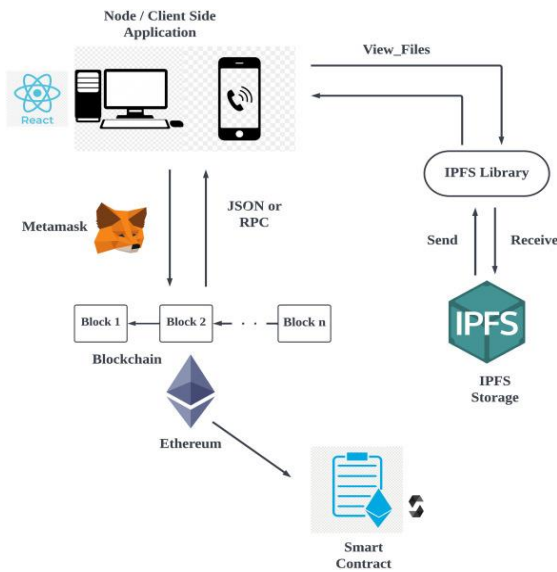 Node / Client Side
Application
View_Files
React
IPFS Library
Metamask
JSON or
RPC
Send
Receive
Block 1
Block 2
. . .
Block n
Blockchain
IPFS
IPFS
Storage
Ethereum
Smart
Contract